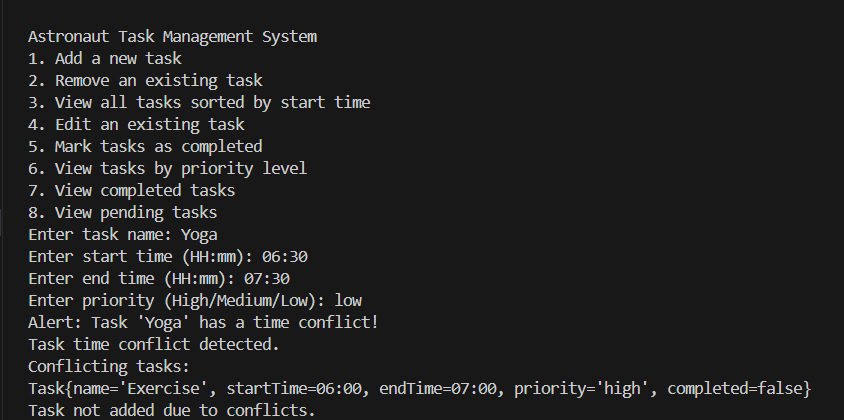 Astronaut Task Management System
1. Add a new task
2. Remove an existing task
3. View all tasks sorted by start time
4. Edit an existing task
5. Mark tasks as completed
6. View tasks by priority level
7. View completed tasks
8. View pending tasks
Enter task name: Yoga
Enter start time (HH:mm): 06:30
Enter end time (HH:mm): 07:30
Enter priority (High/Medium/Low): low
Alert: Task 'Yoga' has a time conflict!
Task time conflict detected.
Conflicting tasks:
Task{name='Exercise', startTime=06:00, endTime=07:00, priority='high', completed=false}
Task not added due to conflicts.